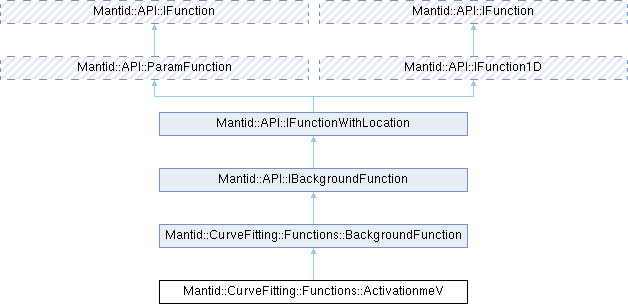 Mantid::API::IFunction
Mantid::API::IFunction
Mantid::API::ParamFunction
Mantid::API::IFunction1D
Mantid::API::IFunctionWithLocation
Mantid::API::IBackgroundFunction
Mantid::CurveFitting::Functions::BackgroundFunction
Mantid::CurveFitting::Functions::ActivationmeV